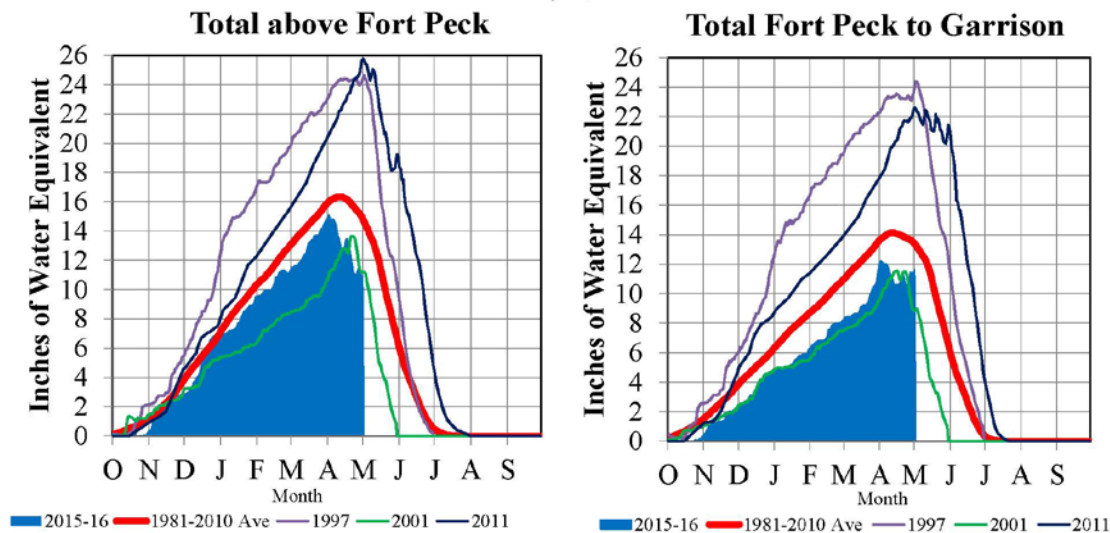 Total above Fort Peck
Inches of Water Equivalent
26
24
22
20
18
16
14
12
10
8
6
4
2
0
O N D J F M A M J J A S
Month
2015-16 1981-2010 Ave 1997 2001 2011
Total Fort Peck to Garrison
Inches of Water Equivalent
26
24
22
20
18
16
14
12
10
8
6
4
2
0
O N D J F M A M J J A S
Month
2015-16 1981-2010 Ave 1997 2001 2011